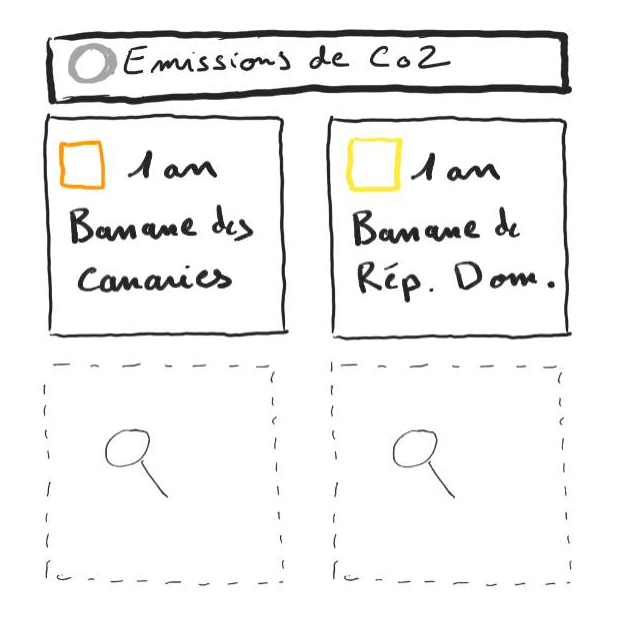 Emissions de Co2
1 an
Banane des
Canaries
1 an
Banane de
Rép. Dom.